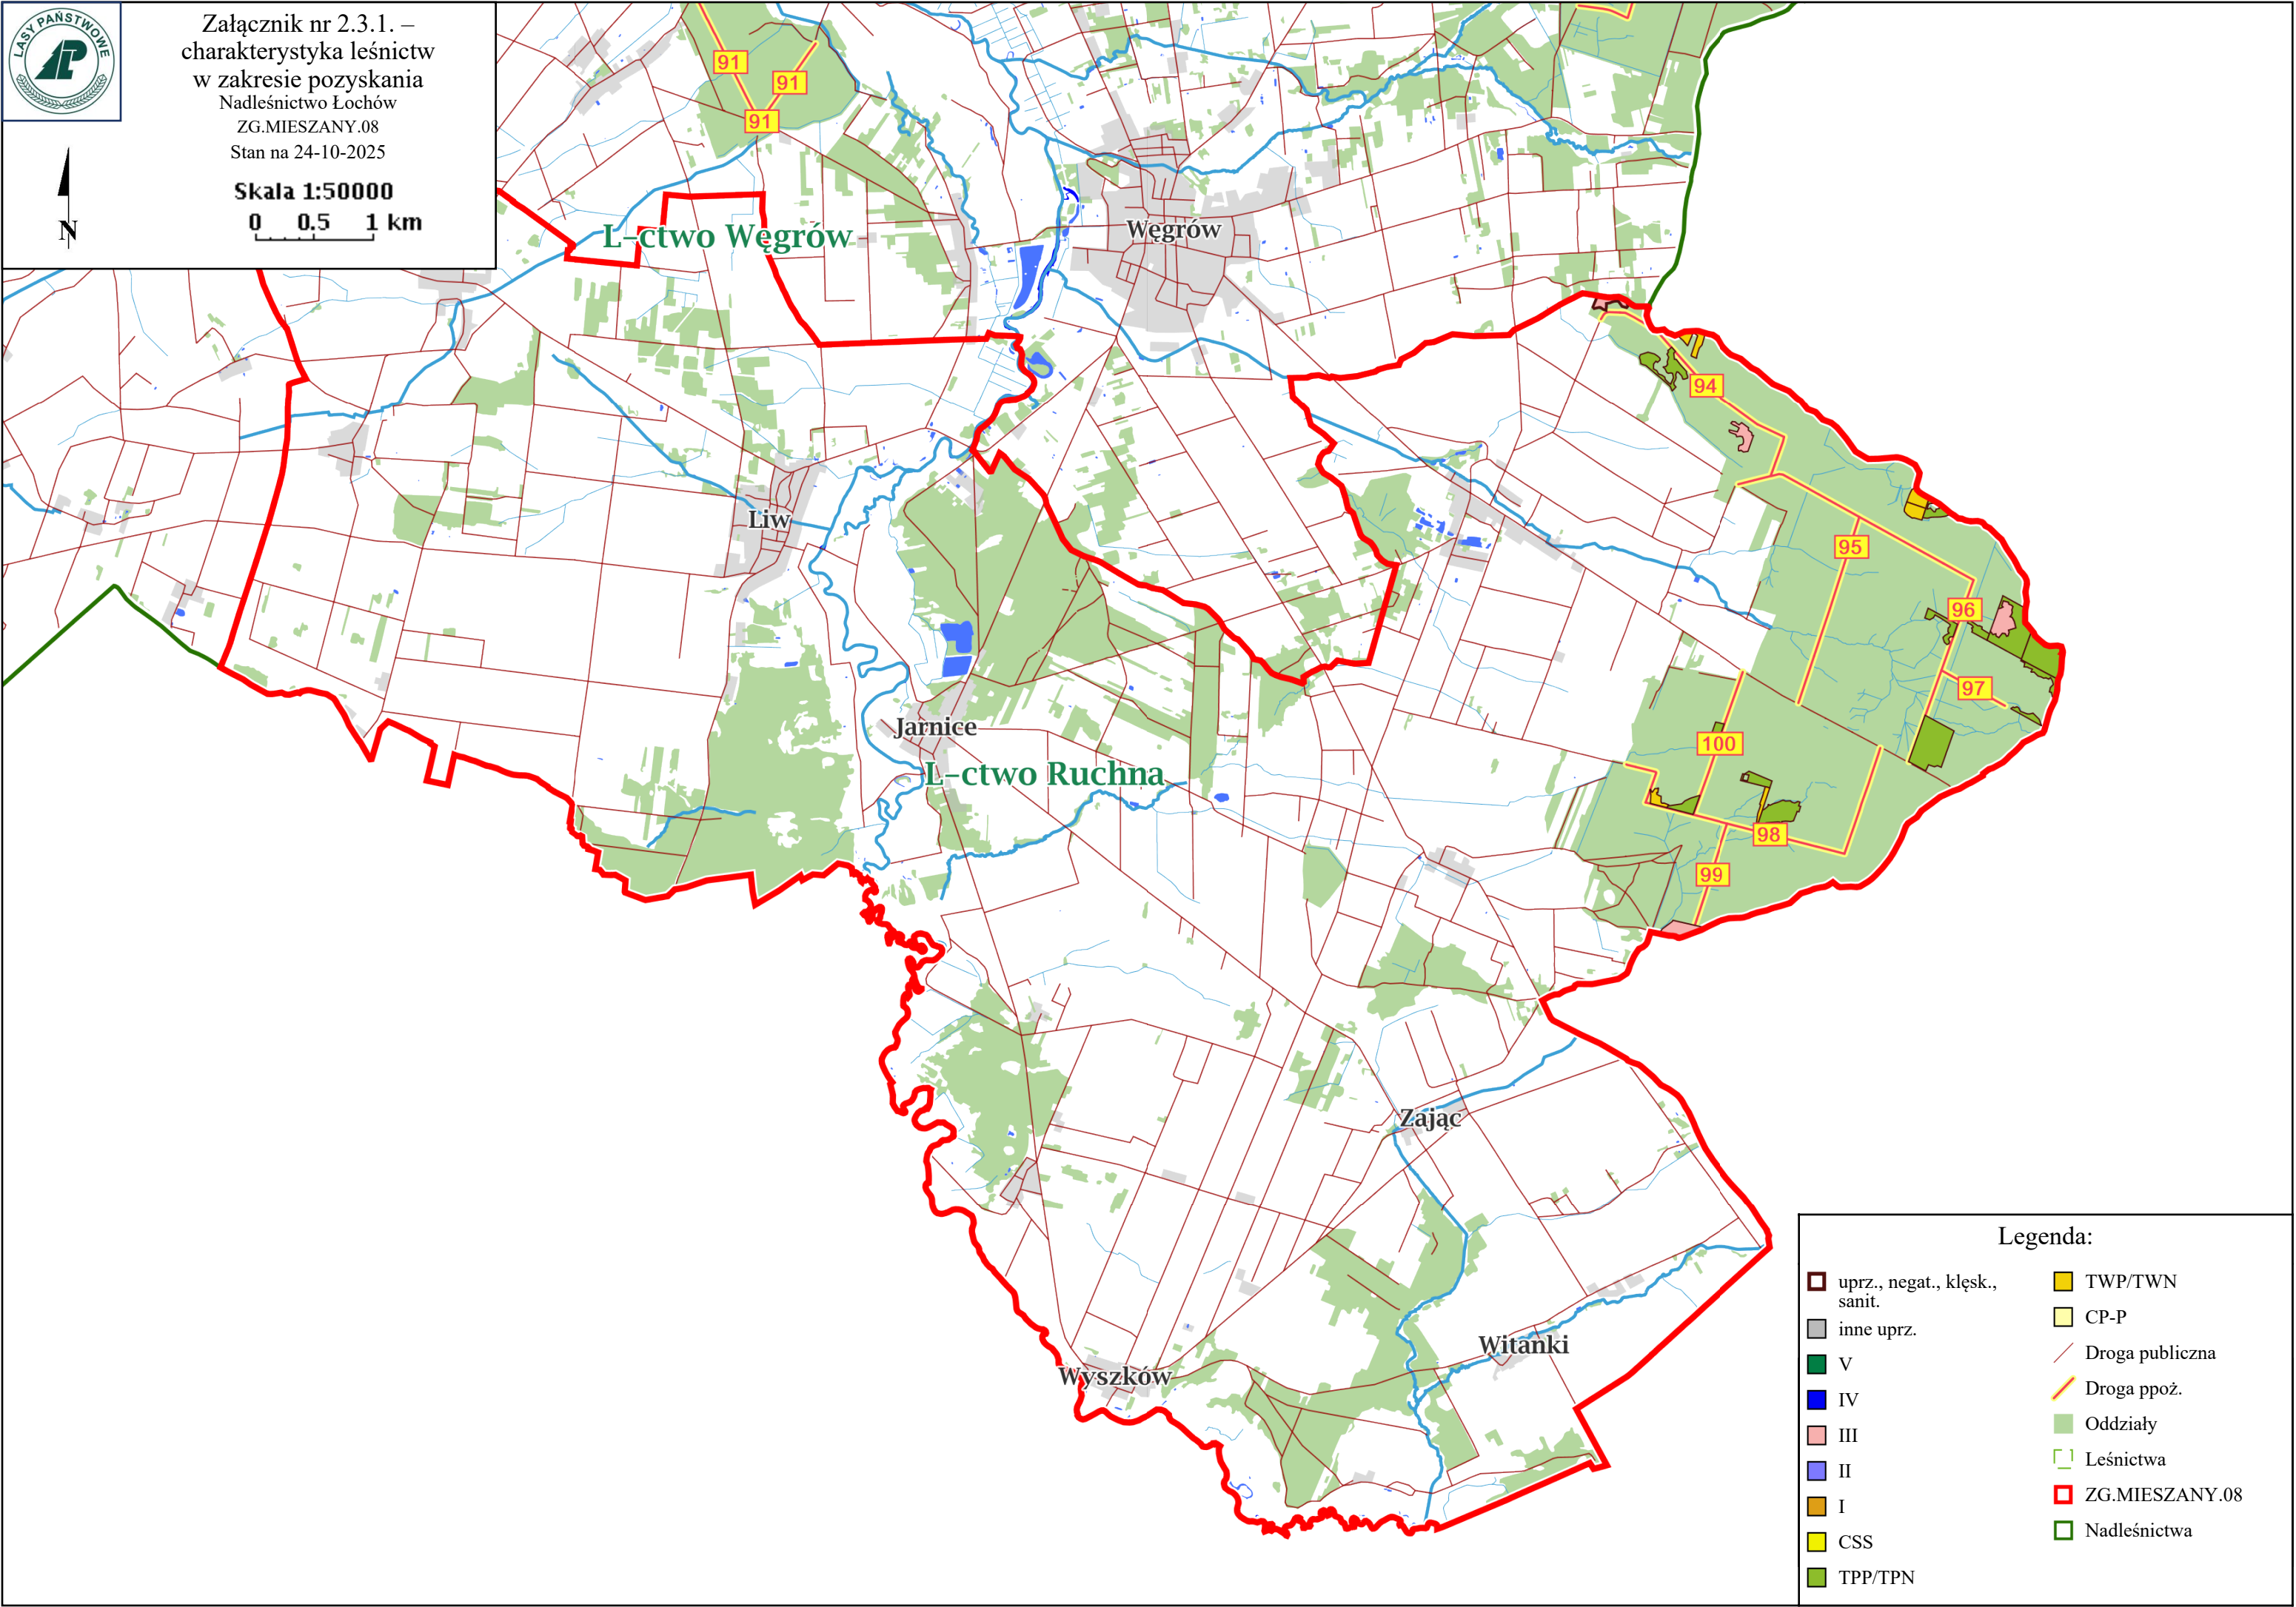 LASY PAŃSTWOWE
Załącznik nr 2.3.1. –
charakterystyka leśnictw
w zakresie pozyskania
Nadleśnictwo Łochów
ZG.MIESZANY.08
Stan na 24-10-2025
Skala 1:50000
0 0.5 1 km
N
91
91
91
L-ctwo Węgrów
Węgrów
94
Liw
95
96
97
Jarnice
100
L-ctwo Ruchna
98
99
Zając
Witanki
Wyszków
Legenda:
uprz., negat., klęsk.,
sanit.
inne uprz.
V
IV
III
II
I
CSS
TPP/TPN
TWP/TWN
CP-P
Droga publiczna
Droga ppoż.
Oddziały
Leśnictwa
ZG.MIESZANY.08
Nadleśnictwa